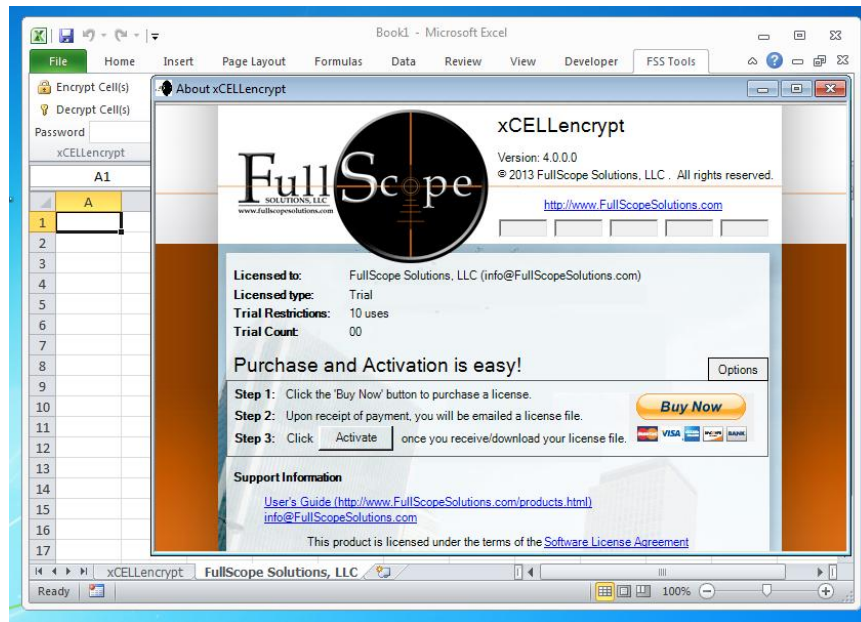 Book1 - Microsoft Excel
File Home Insert Page Layout Formulas Data Review View Developer FSS Tools
Encrypt Cell(s)
Decrypt Cell(s)
Password
xCELLencrypt
A1
About xCELLencrypt
FullScope
SOLUTIONS, LLC
www.fullscopesolutions.com
xCELLencrypt
Version: 4.0.0.0
© 2013 FullScope Solutions, LLC . All rights reserved.
http://www.FullScopeSolutions.com
A
1
2
3
4
5
6
7
8
9
10
11
12
13
14
15
16
17
Licensed to: FullScope Solutions, LLC (info@FullScopeSolutions.com)
Licensed type: Trial
Trial Restrictions: 10 uses
Trial Count: 00
Purchase and Activation is easy!
Options
Step 1: Click the 'Buy Now' button to purchase a license.
Step 2: Upon receipt of payment, you will be emailed a license file.
Step 3: Click Activate once you receive/download your license file.
Buy Now
VISA BANK
Support Information
User's Guide (http://www.FullScopeSolutions.com/products.html)
info@FullScopeSolutions.com
This product is licensed under the terms of the Software License Agreement
xCELLencrypt FullScope Solutions, LLC
Ready 100%